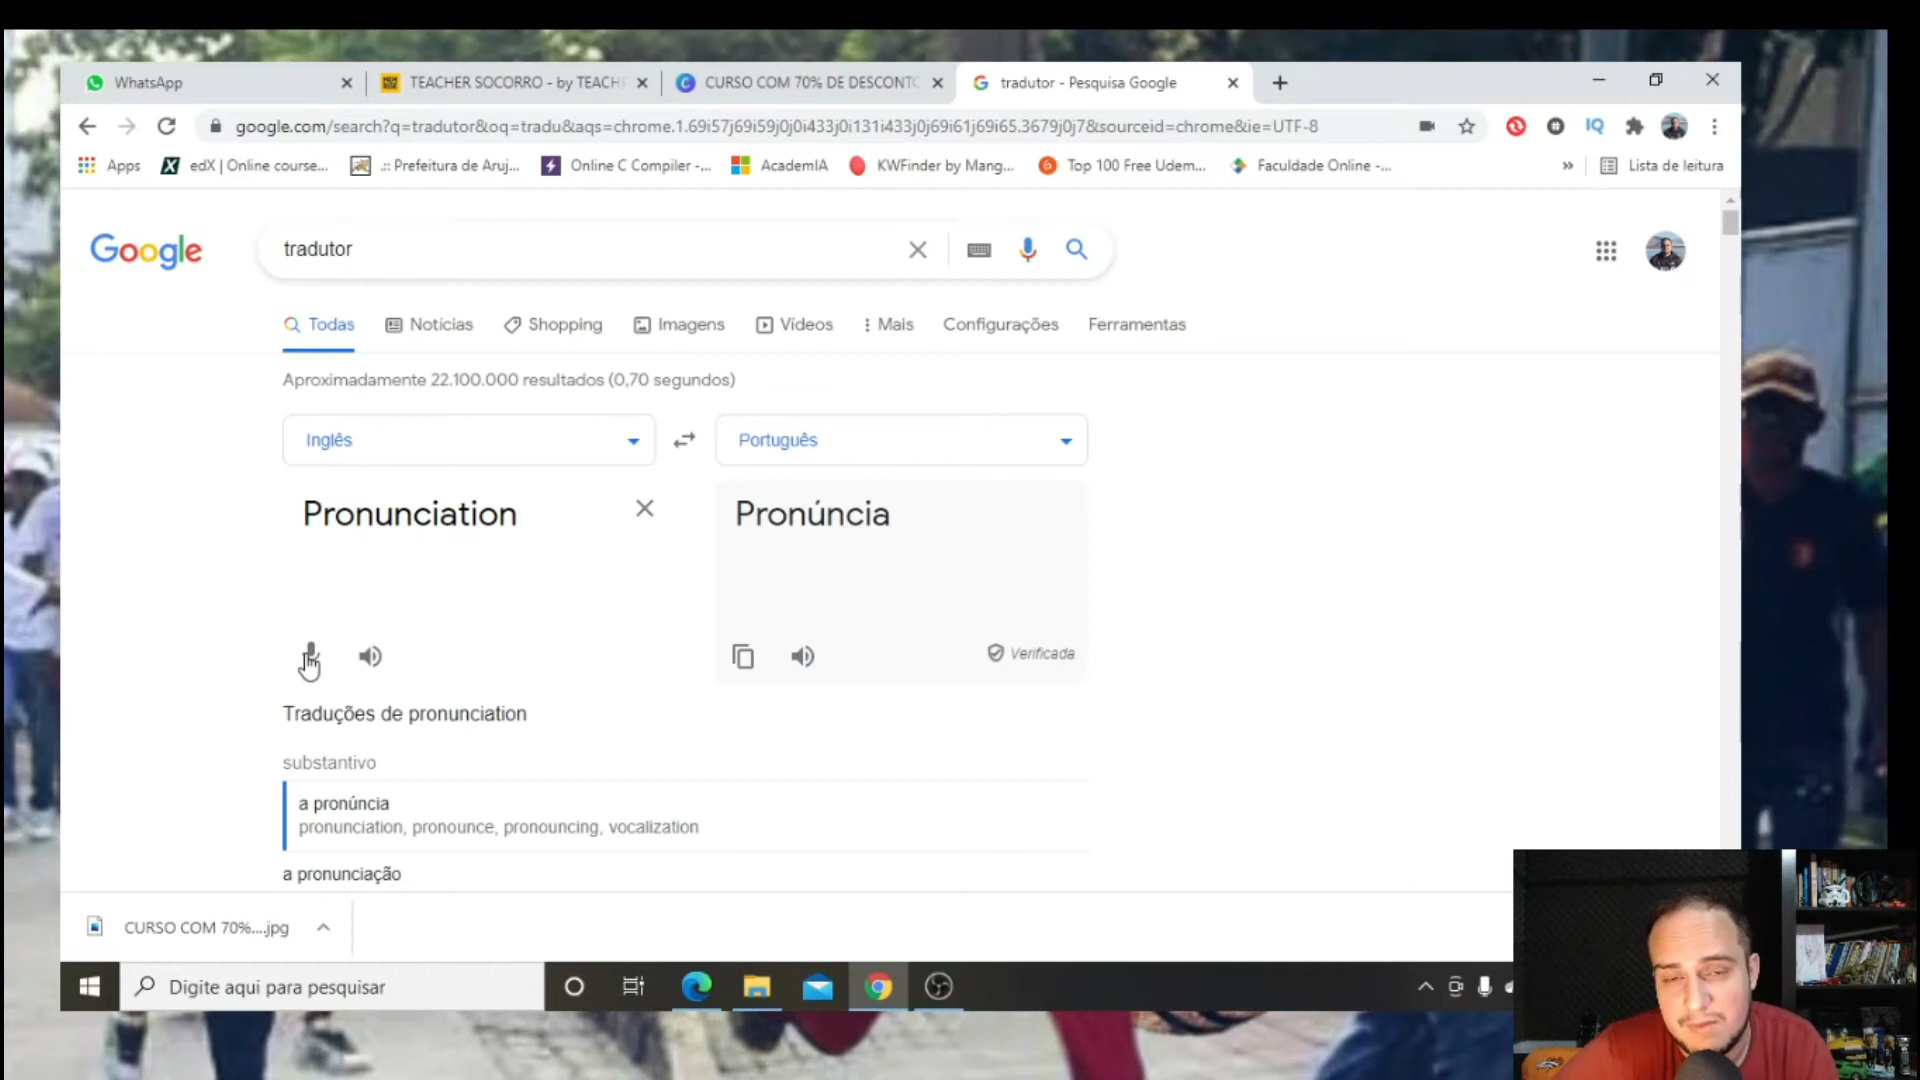 WhatsApp
TEACHER SOCORRO - by TEACH
CURSO COM 70% DE DESCONTO
tradutor - Pesquisa Google
google.com/search?q=tradutor&oq=tradu&aqs=chrome.1.69i57j69i59j0j0i433j0i131i433j0j69i61j69i65.3679j0j7&sourceid=chrome&ie=UTF-8
IQ
Apps
edX | Online course...
.:: Prefeitura de Aruj...
Online C Compiler -...
AcademIA
KWFinder by Mang...
Top 100 Free Udem...
Faculdade Online -...
»
Lista de leitura
Google
tradutor
Todas
Notícias
Shopping
Imagens
Vídeos
Mais
Configurações
Ferramentas
Aproximadamente 22.100.000 resultados (0,70 segundos)
Inglês
Português
Pronunciation
Pronúncia
Verificada
Traduções de pronunciation
substantivo
a pronúncia
pronunciation, pronounce, pronouncing, vocalization
a pronunciação
CURSO COM 70%....jpg
Digite aqui para pesquisar